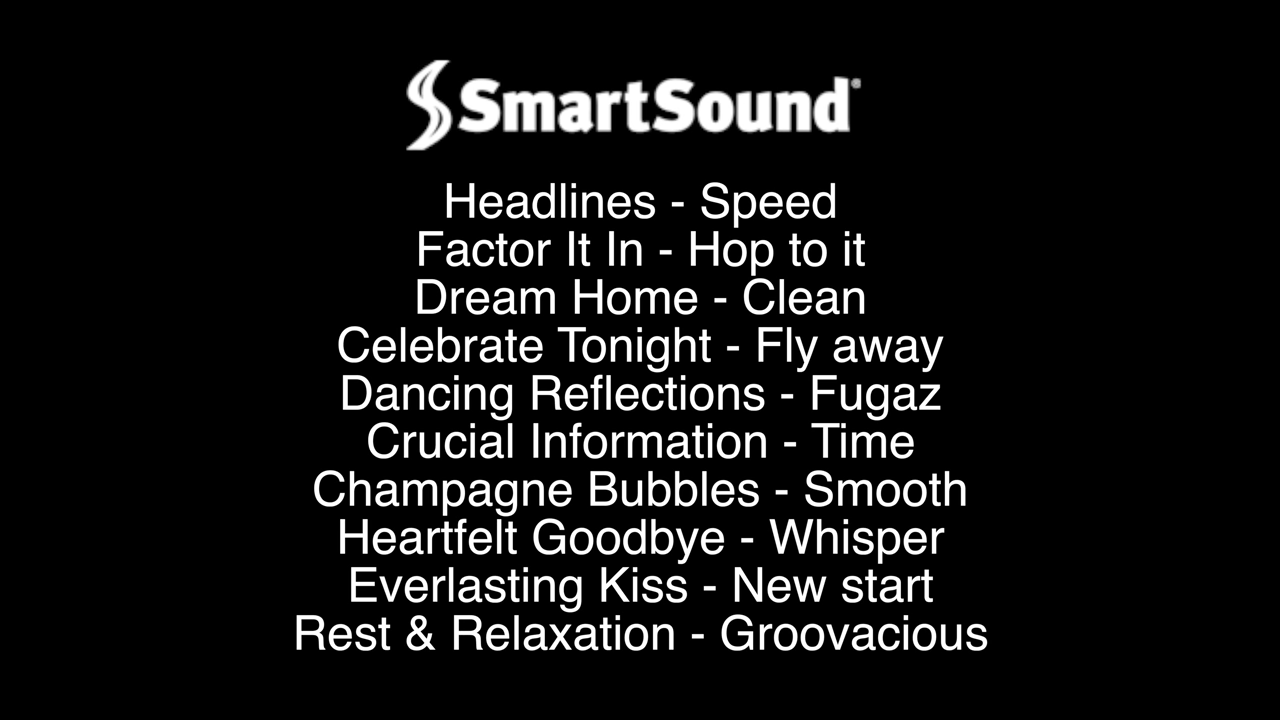 SmartSound®
Headlines - Speed
Factor It In - Hop to it
Dream Home - Clean
Celebrate Tonight - Fly away
Dancing Reflections - Fugaz
Crucial Information - Time
Champagne Bubbles - Smooth
Heartfelt Goodbye - Whisper
Everlasting Kiss - New start
Rest & Relaxation - Groovacious